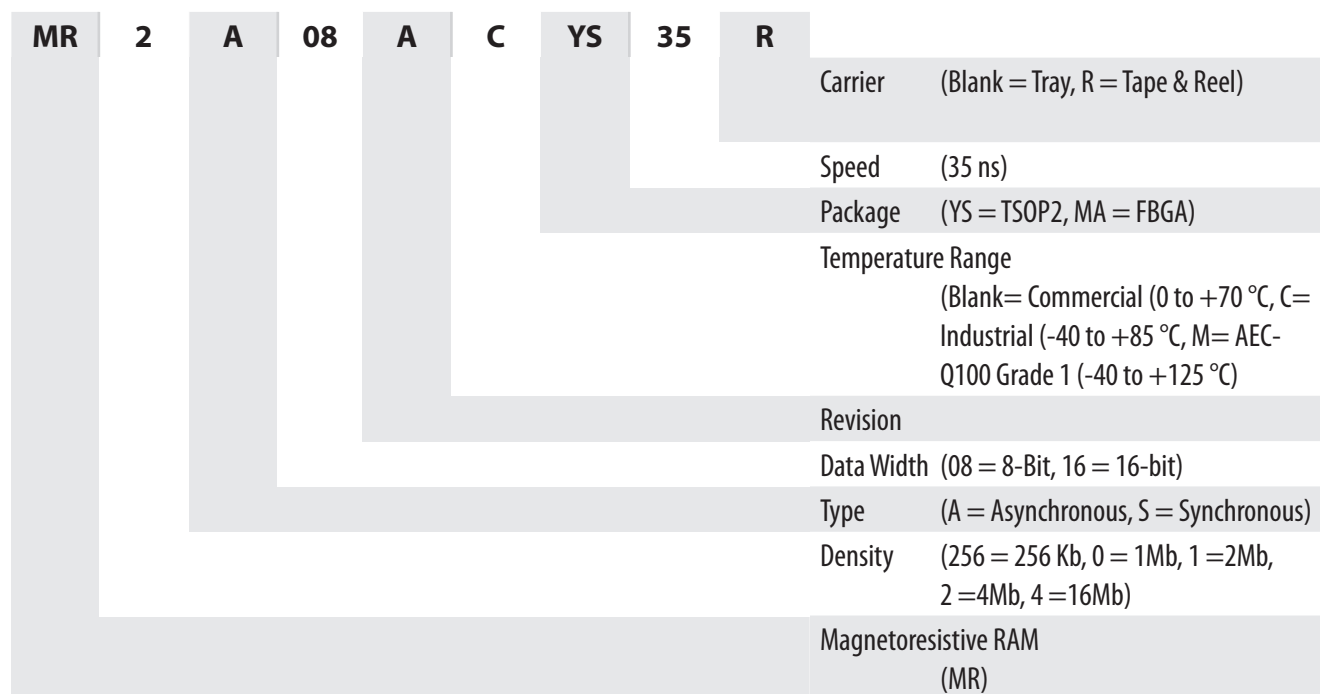 MR 2 A 08 A C YS 35 R
Carrier (Blank = Tray, R = Tape & Reel)
Speed (35 ns)
Package (YS = TSOP2, MA = FBGA)
Temperature Range
(Blank= Commercial (0 to +70 °C, C=
Industrial (-40 to +85 °C, M= AEC-
Q100 Grade 1 (-40 to +125 °C)
Revision
Data Width (08 = 8-Bit, 16 = 16-bit)
Type (A = Asynchronous, S = Synchronous)
Density (256 = 256 Kb, 0 = 1Mb, 1 =2Mb,
2 =4Mb, 4 =16Mb)
Magnetoresistive RAM
(MR)